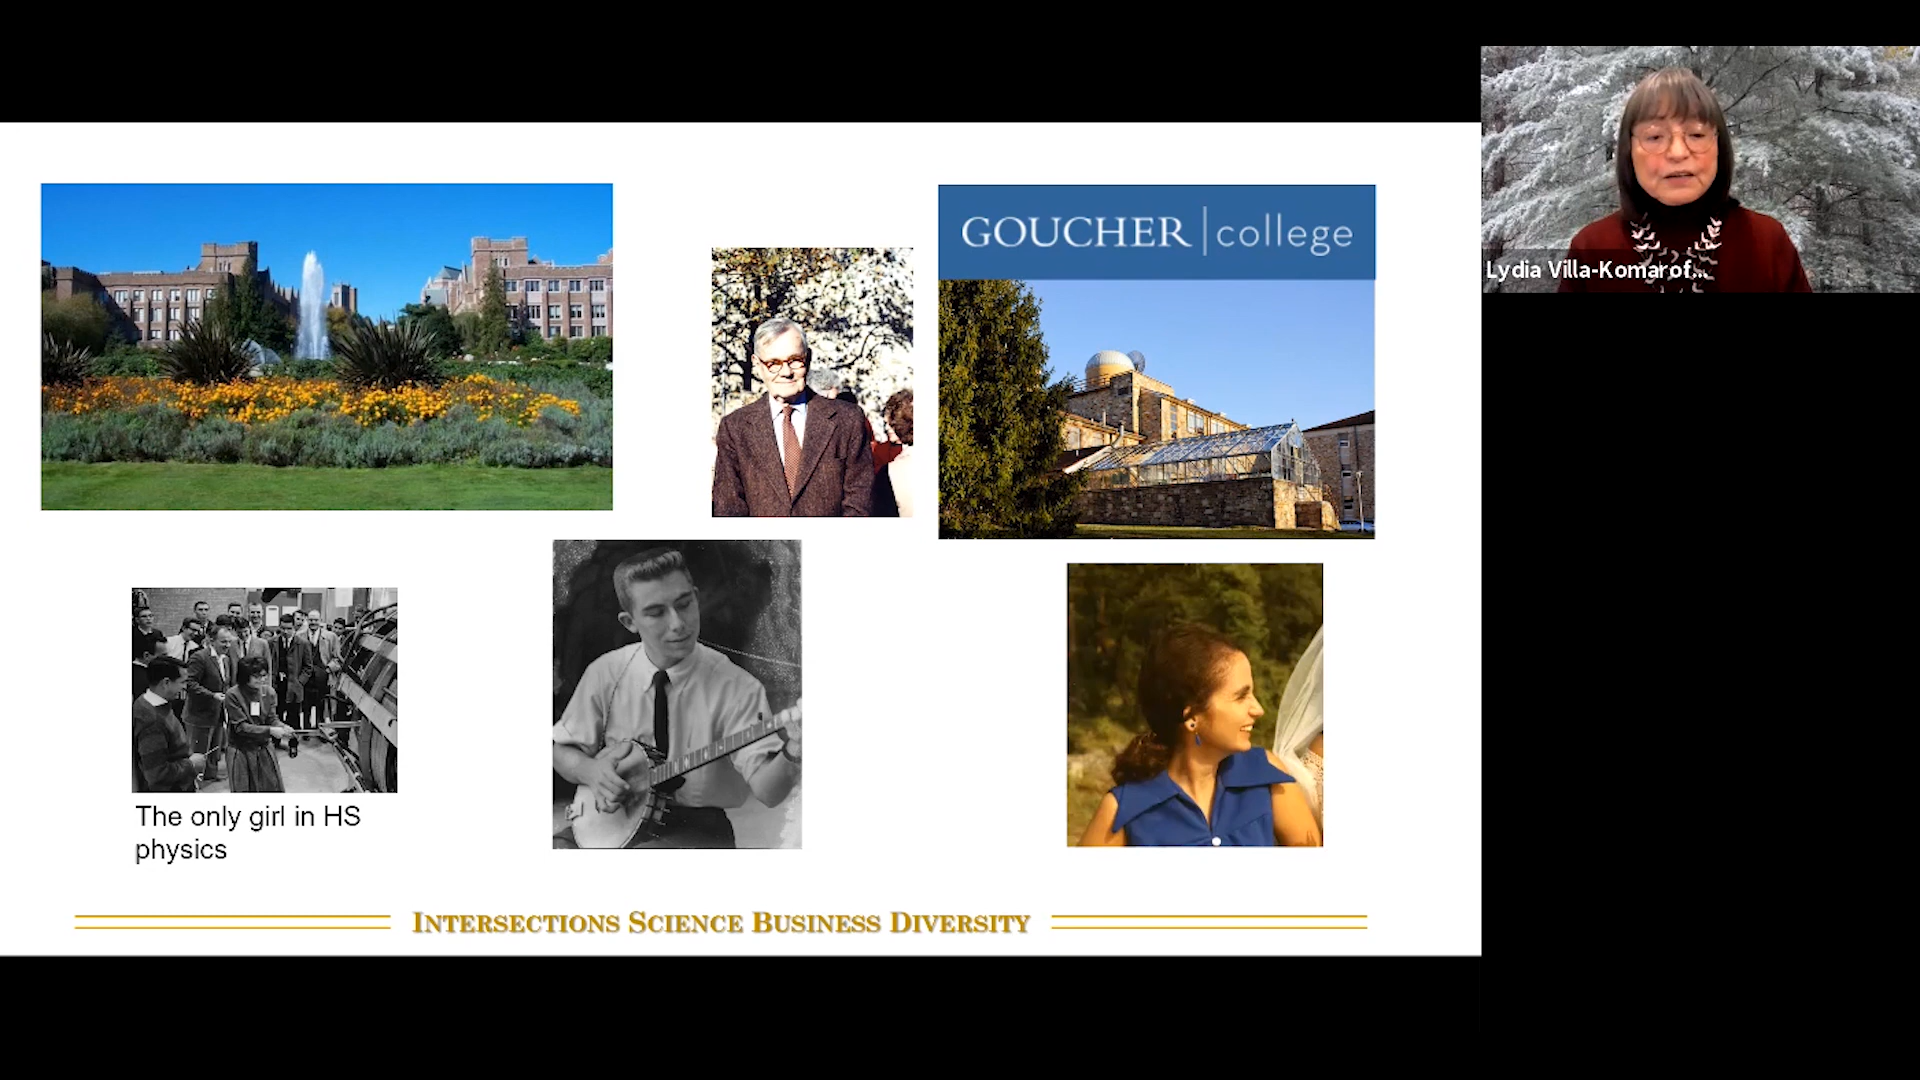 GOUCHER | college
Lydia Villa-Komarof...
The only girl in HS
physics
INTERSECTIONS SCIENCE BUSINESS DIVERSITY